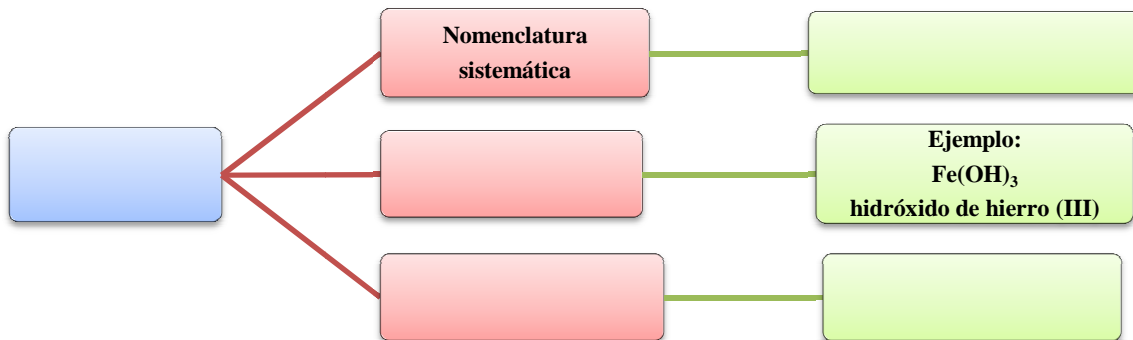 Nomenclatura
sistemática
Ejemplo:
Fe(OH)₃
hidróxido de hierro (III)